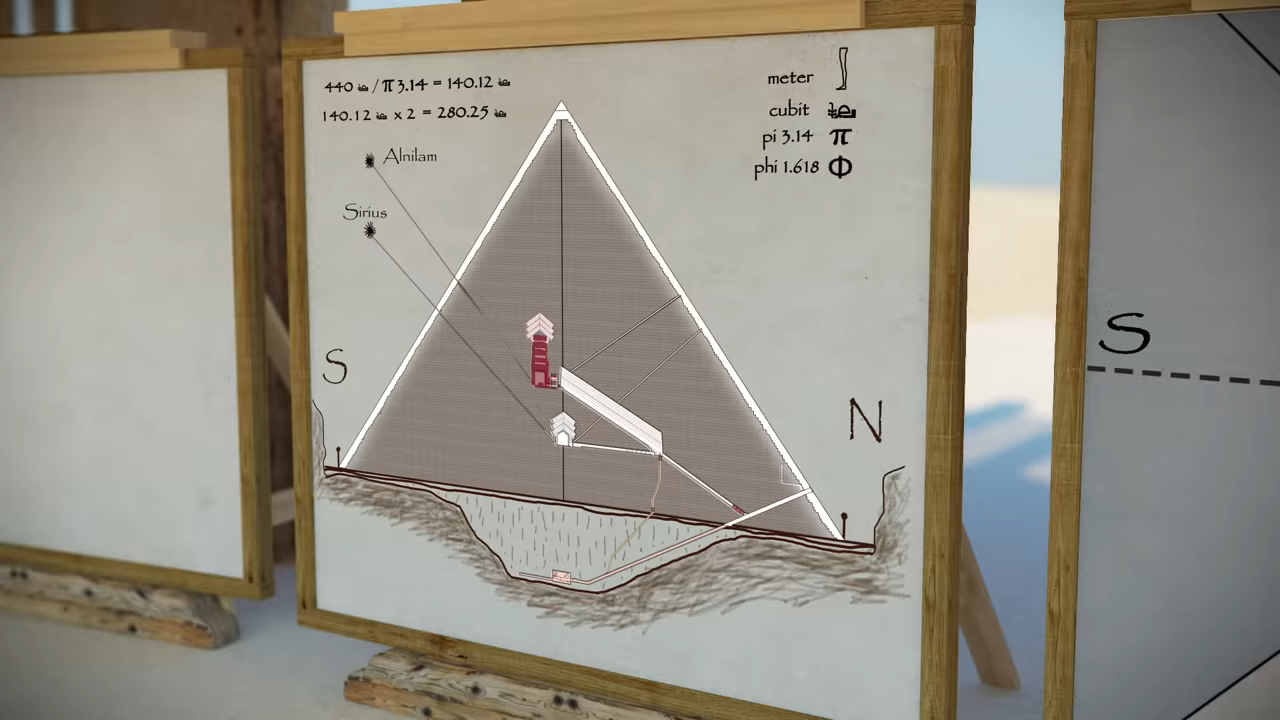 440 / π 3.14 = 140.12
140.12 x 2 = 280.25
meter
cubit
pi 3.14 π
phi 1.618 Φ
Alnilam
Sirius
S
N
S